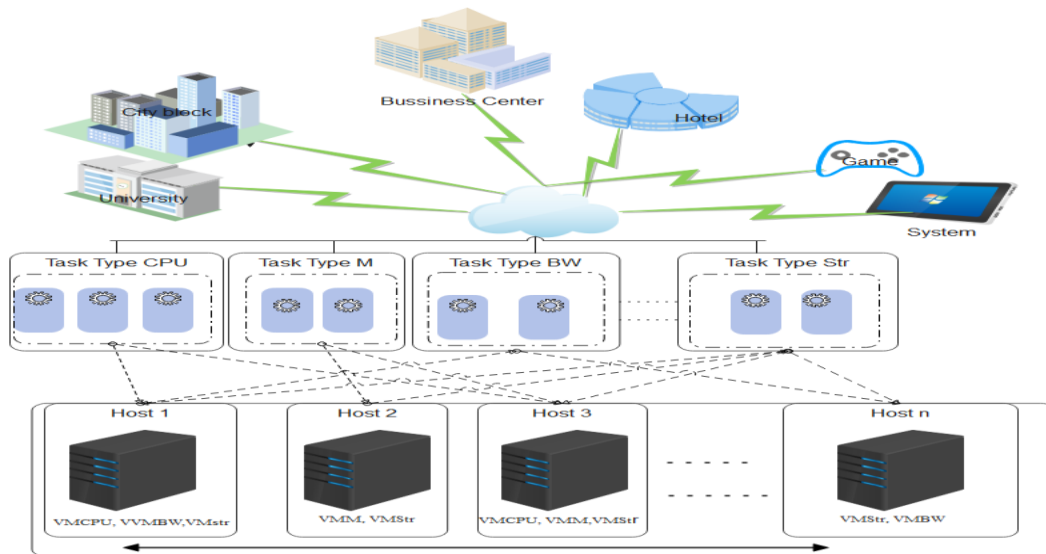 Bussiness Center
City block
Hotel
Game
University
System
Task Type CPU
Task Type M
Task Type BW
Task Type Str
Host 1
Host 2
Host 3
Host n
VMCPU, VVMBW,VMstr
VMM, VMStr
VMCPU, VMM,VMStr
VMStr, VMBW